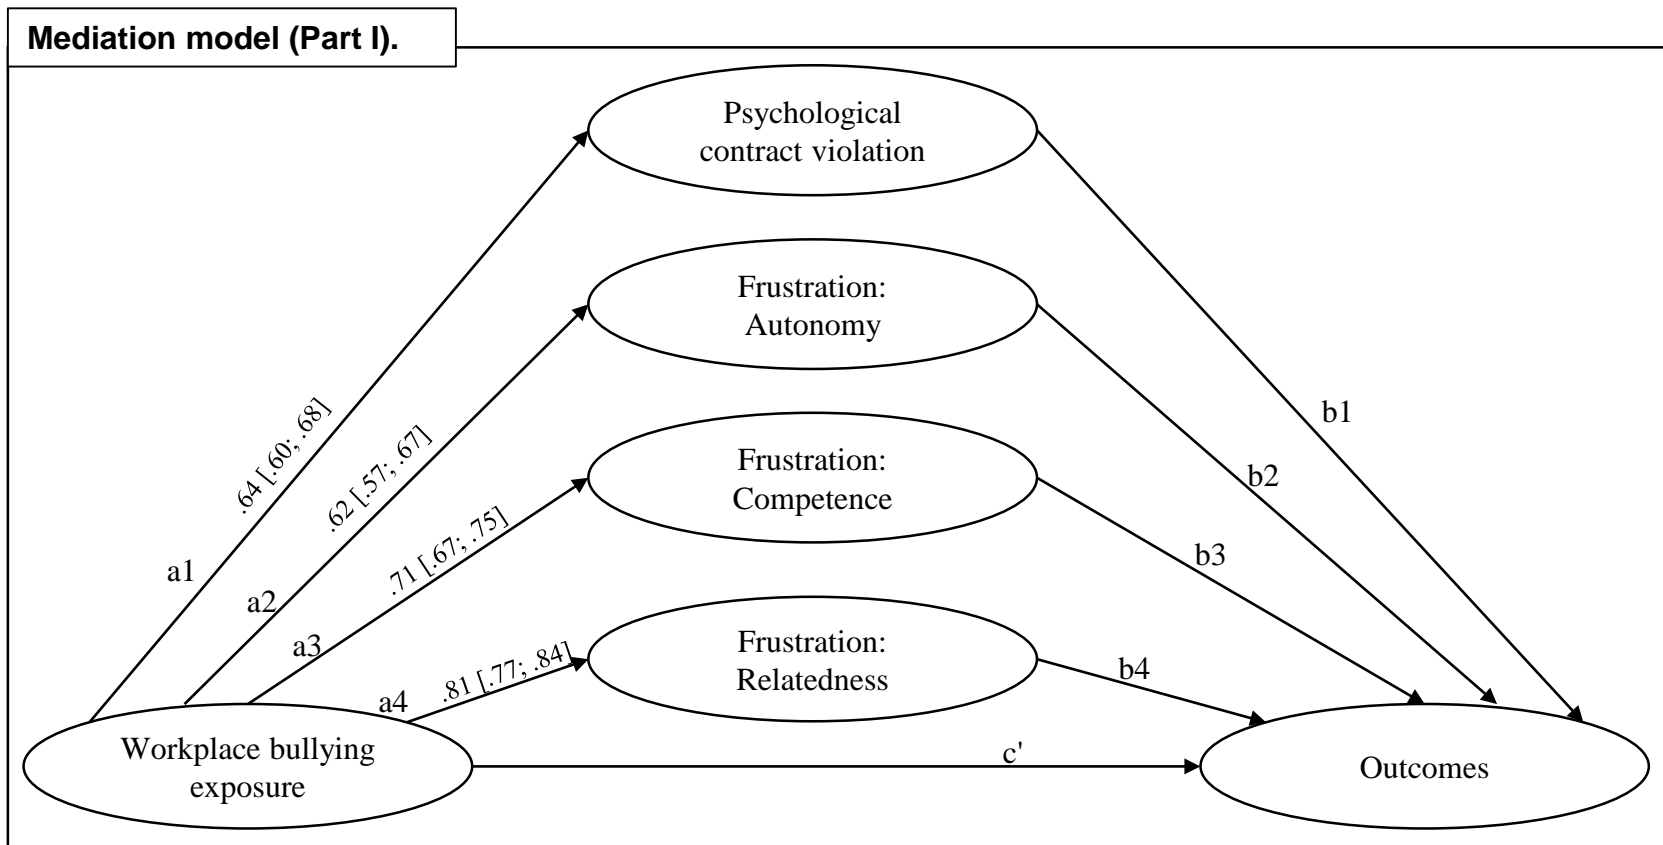 Mediation model (Part I).
Psychological
contract violation
Frustration:
Autonomy
.64 [.60; .68]
b1
.62 [.57; .67]
b2
Frustration:
Competence
.71 [.67; .75]
b3
a1
a2
a3
Frustration:
Relatedness
.81 [.77; .84]
b4
a4
Workplace bullying
exposure
c'
Outcomes